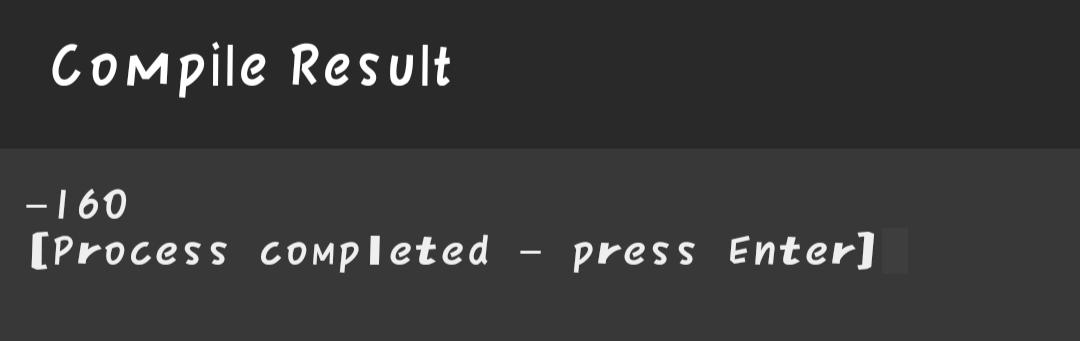 Compile Result
-160
[Process completed - press Enter]